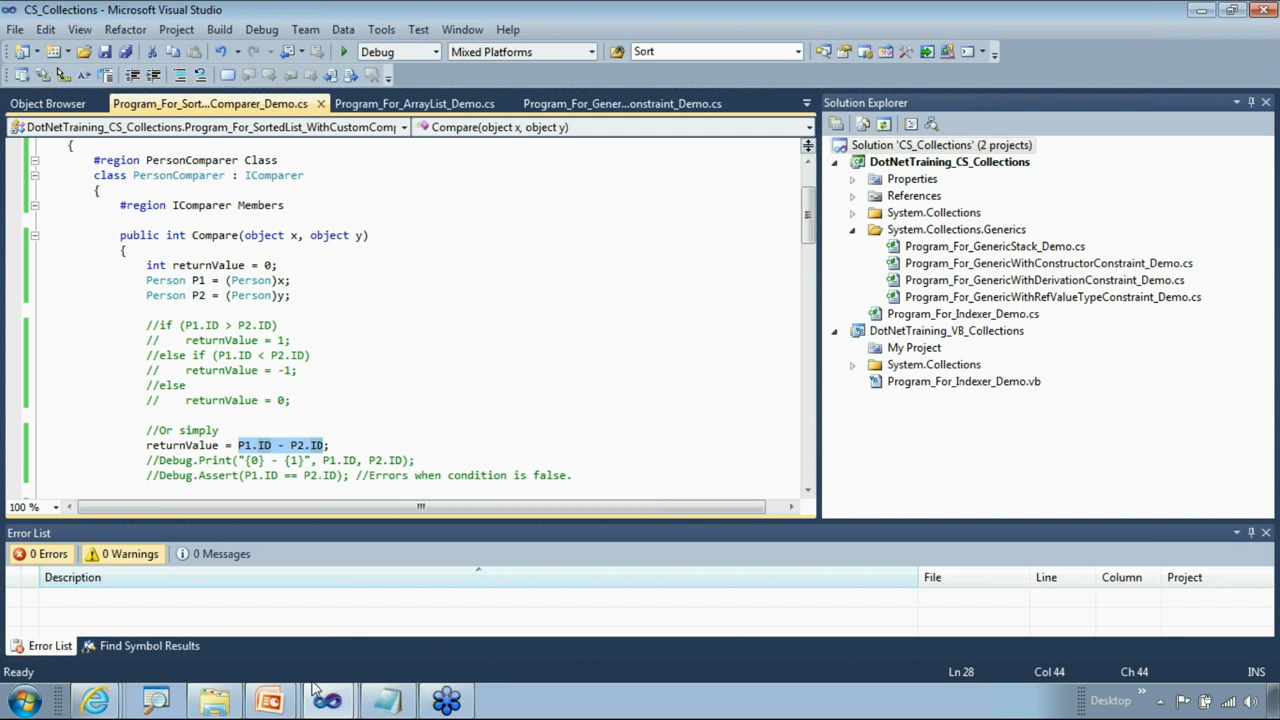 CS_Collections - Microsoft Visual Studio
File Edit View Refactor Project Build Debug Team Data Tools Test Window Help
Debug Mixed Platforms Sort
Object Browser Program_For_Sort...Comparer_Demo.cs Program_For_ArrayList_Demo.cs Program_For_Gener...onstraint_Demo.cs
DotNetTraining_CS_Collections.Program_For_SortedList_WithCustomComp Compare(object x, object y)
{
#region PersonComparer Class
class PersonComparer : IComparer
{
#region IComparer Members
public int Compare(object x, object y)
{
int returnValue = 0;
Person P1 = (Person)x;
Person P2 = (Person)y;
//if (P1.ID > P2.ID)
// returnValue = 1;
//else if (P1.ID < P2.ID)
// returnValue = -1;
//else
// returnValue = 0;
//Or simply
returnValue = P1.ID - P2.ID;
//Debug.Print("{0} - {1}", P1.ID, P2.ID);
//Debug.Assert(P1.ID == P2.ID); //Errors when condition is false.
100 %
Solution Explorer
Solution 'CS_Collections' (2 projects)
DotNetTraining_CS_Collections
Properties
References
System.Collections
System.Collections.Generics
Program_For_GenericStack_Demo.cs
Program_For_GenericWithConstructorConstraint_Demo.cs
Program_For_GenericWithDerivationConstraint_Demo.cs
Program_For_GenericWithRefValueTypeConstraint_Demo.cs
Program_For_Indexer_Demo.cs
DotNetTraining_VB_Collections
My Project
System.Collections
Program_For_Indexer_Demo.vb
Error List
0 Errors 0 Warnings 0 Messages
Description File Line Column Project
Error List Find Symbol Results
Ready Ln 28 Col 44 Ch 44 INS
Desktop